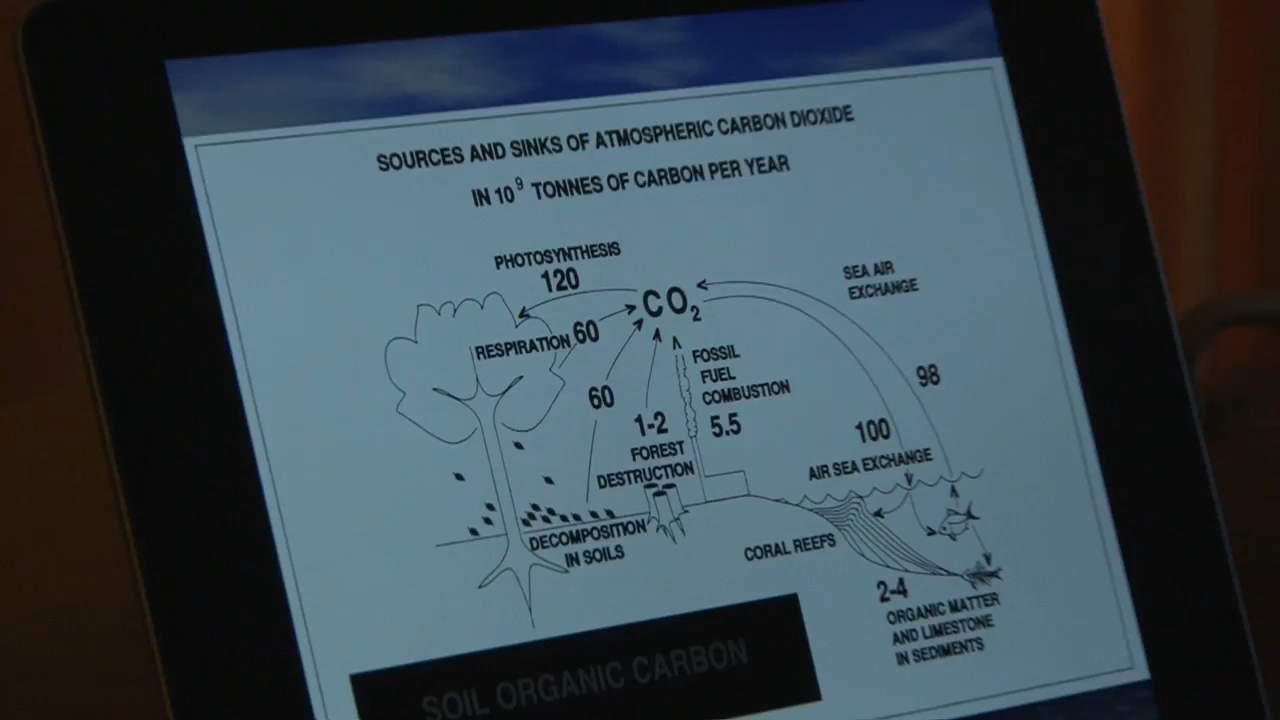 SOURCES AND SINKS OF ATMOSPHERIC CARBON DIOXIDE
IN 10⁹ TONNES OF CARBON PER YEAR
PHOTOSYNTHESIS
120
CO₂
SEA AIR
EXCHANGE
RESPIRATION 60
FOSSIL
FUEL
COMBUSTION
5.5
60
1-2
FOREST
DESTRUCTION
98
100
AIR SEA EXCHANGE
DECOMPOSITION
IN SOILS
CORAL REEFS
2-4
ORGANIC MATTER
AND LIMESTONE
IN SEDIMENTS
SOIL ORGANIC CARBON